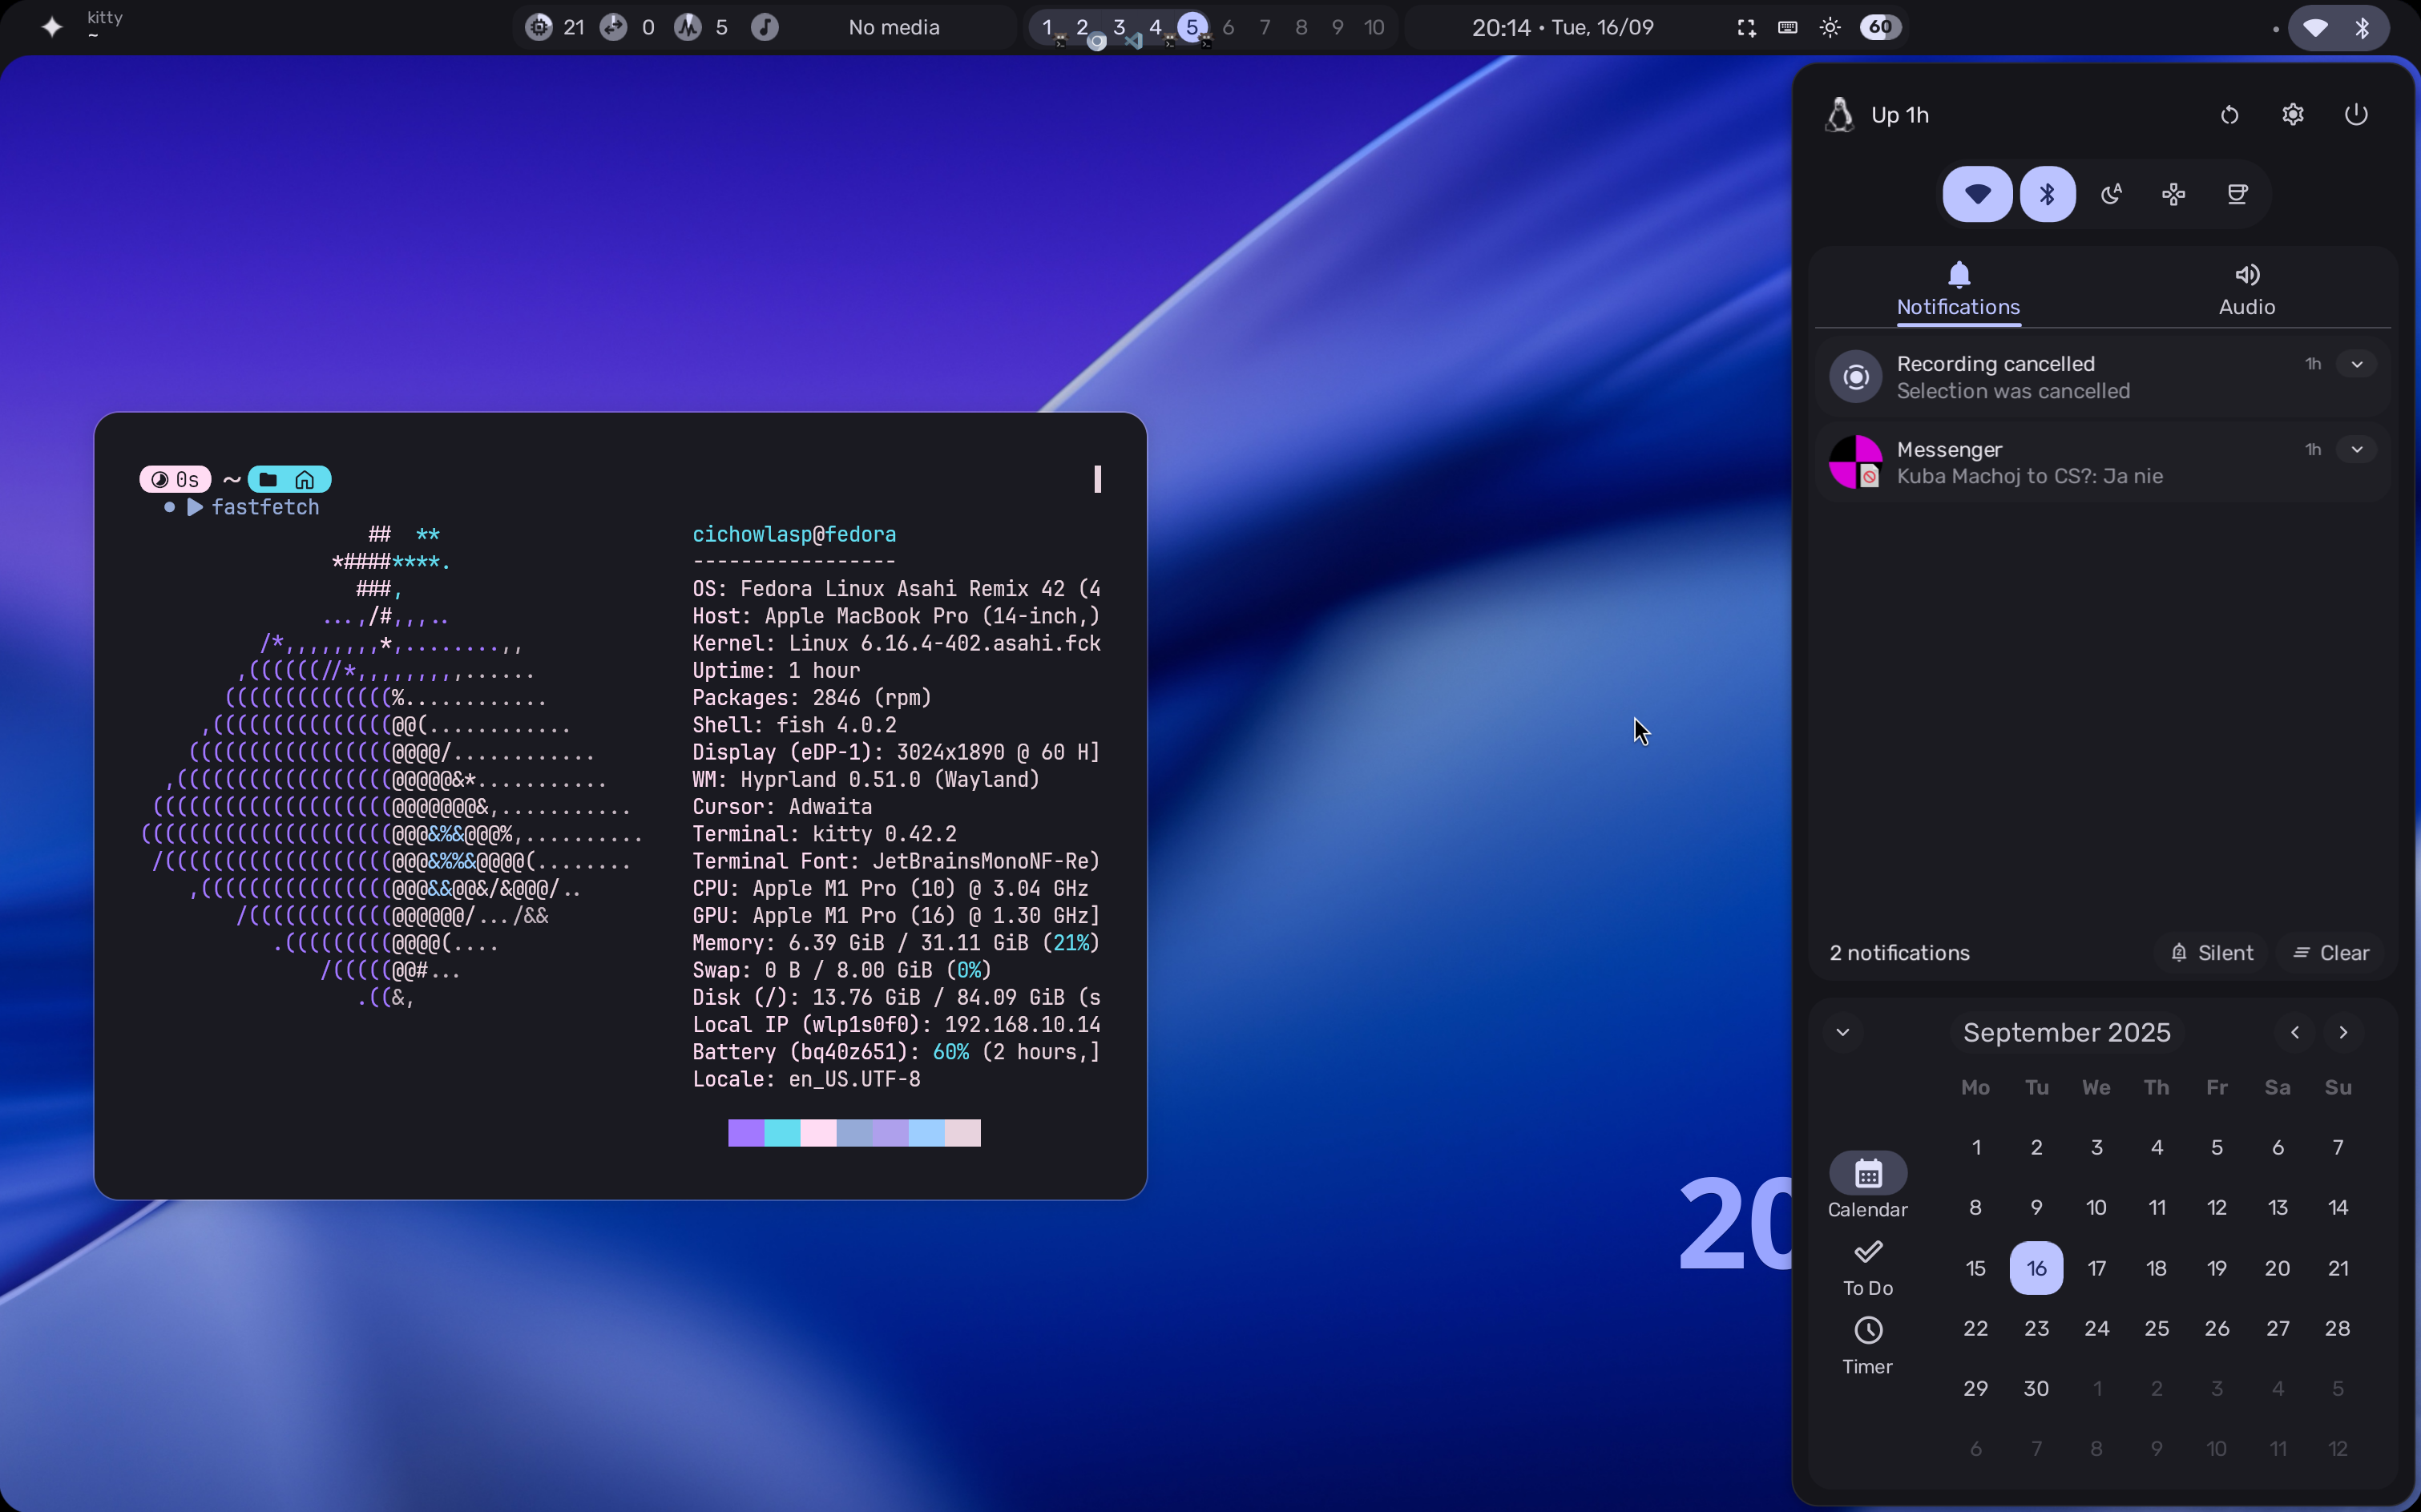 kitty
~
21 0 5 No media
1 2 3 4 5 6 7 8 9 10
20:14 • Tue, 16/09
60
0s ~
fastfetch
##  **
*####****.
###,
...,/#,,,..
/*,,,,,,,,*,........,,
,((((((//*,,,,,,,,,......
((((((((((((((%............
,(((((((((((((((@@(............
(((((((((((((((((@@@@/............
,((((((((((((((((((@@@@@&*...........
((((((((((((((((((((@@@@@@@&,...........
(((((((((((((((((((((@@@&%&@@@%,..........
/(((((((((((((((((((@@@&%%&@@@@(........
,((((((((((((((((@@@&&@@&/&@@@/..
/((((((((((((@@@@@@/.../&&
.(((((((((@@@@(....
/(((((@@#...
.((&,
cichowlasp@fedora
-----------------
OS: Fedora Linux Asahi Remix 42 (4
Host: Apple MacBook Pro (14-inch,)
Kernel: Linux 6.16.4-402.asahi.fck
Uptime: 1 hour
Packages: 2846 (rpm)
Shell: fish 4.0.2
Display (eDP-1): 3024x1890 @ 60 H]
WM: Hyprland 0.51.0 (Wayland)
Cursor: Adwaita
Terminal: kitty 0.42.2
Terminal Font: JetBrainsMonoNF-Re)
CPU: Apple M1 Pro (10) @ 3.04 GHz
GPU: Apple M1 Pro (16) @ 1.30 GHz]
Memory: 6.39 GiB / 31.11 GiB (21%)
Swap: 0 B / 8.00 GiB (0%)
Disk (/): 13.76 GiB / 84.09 GiB (s
Local IP (wlp1s0f0): 192.168.10.14
Battery (bq40z651): 60% (2 hours,]
Locale: en_US.UTF-8
20
Up 1h
Notifications Audio
Recording cancelled 1h
Selection was cancelled
Messenger 1h
Kuba Machoj to CS?: Ja nie
2 notifications Silent Clear
September 2025
Mo Tu We Th Fr Sa Su
1 2 3 4 5 6 7
8 9 10 11 12 13 14
15 16 17 18 19 20 21
22 23 24 25 26 27 28
29 30 1 2 3 4 5
6 7 8 9 10 11 12
Calendar
To Do
Timer